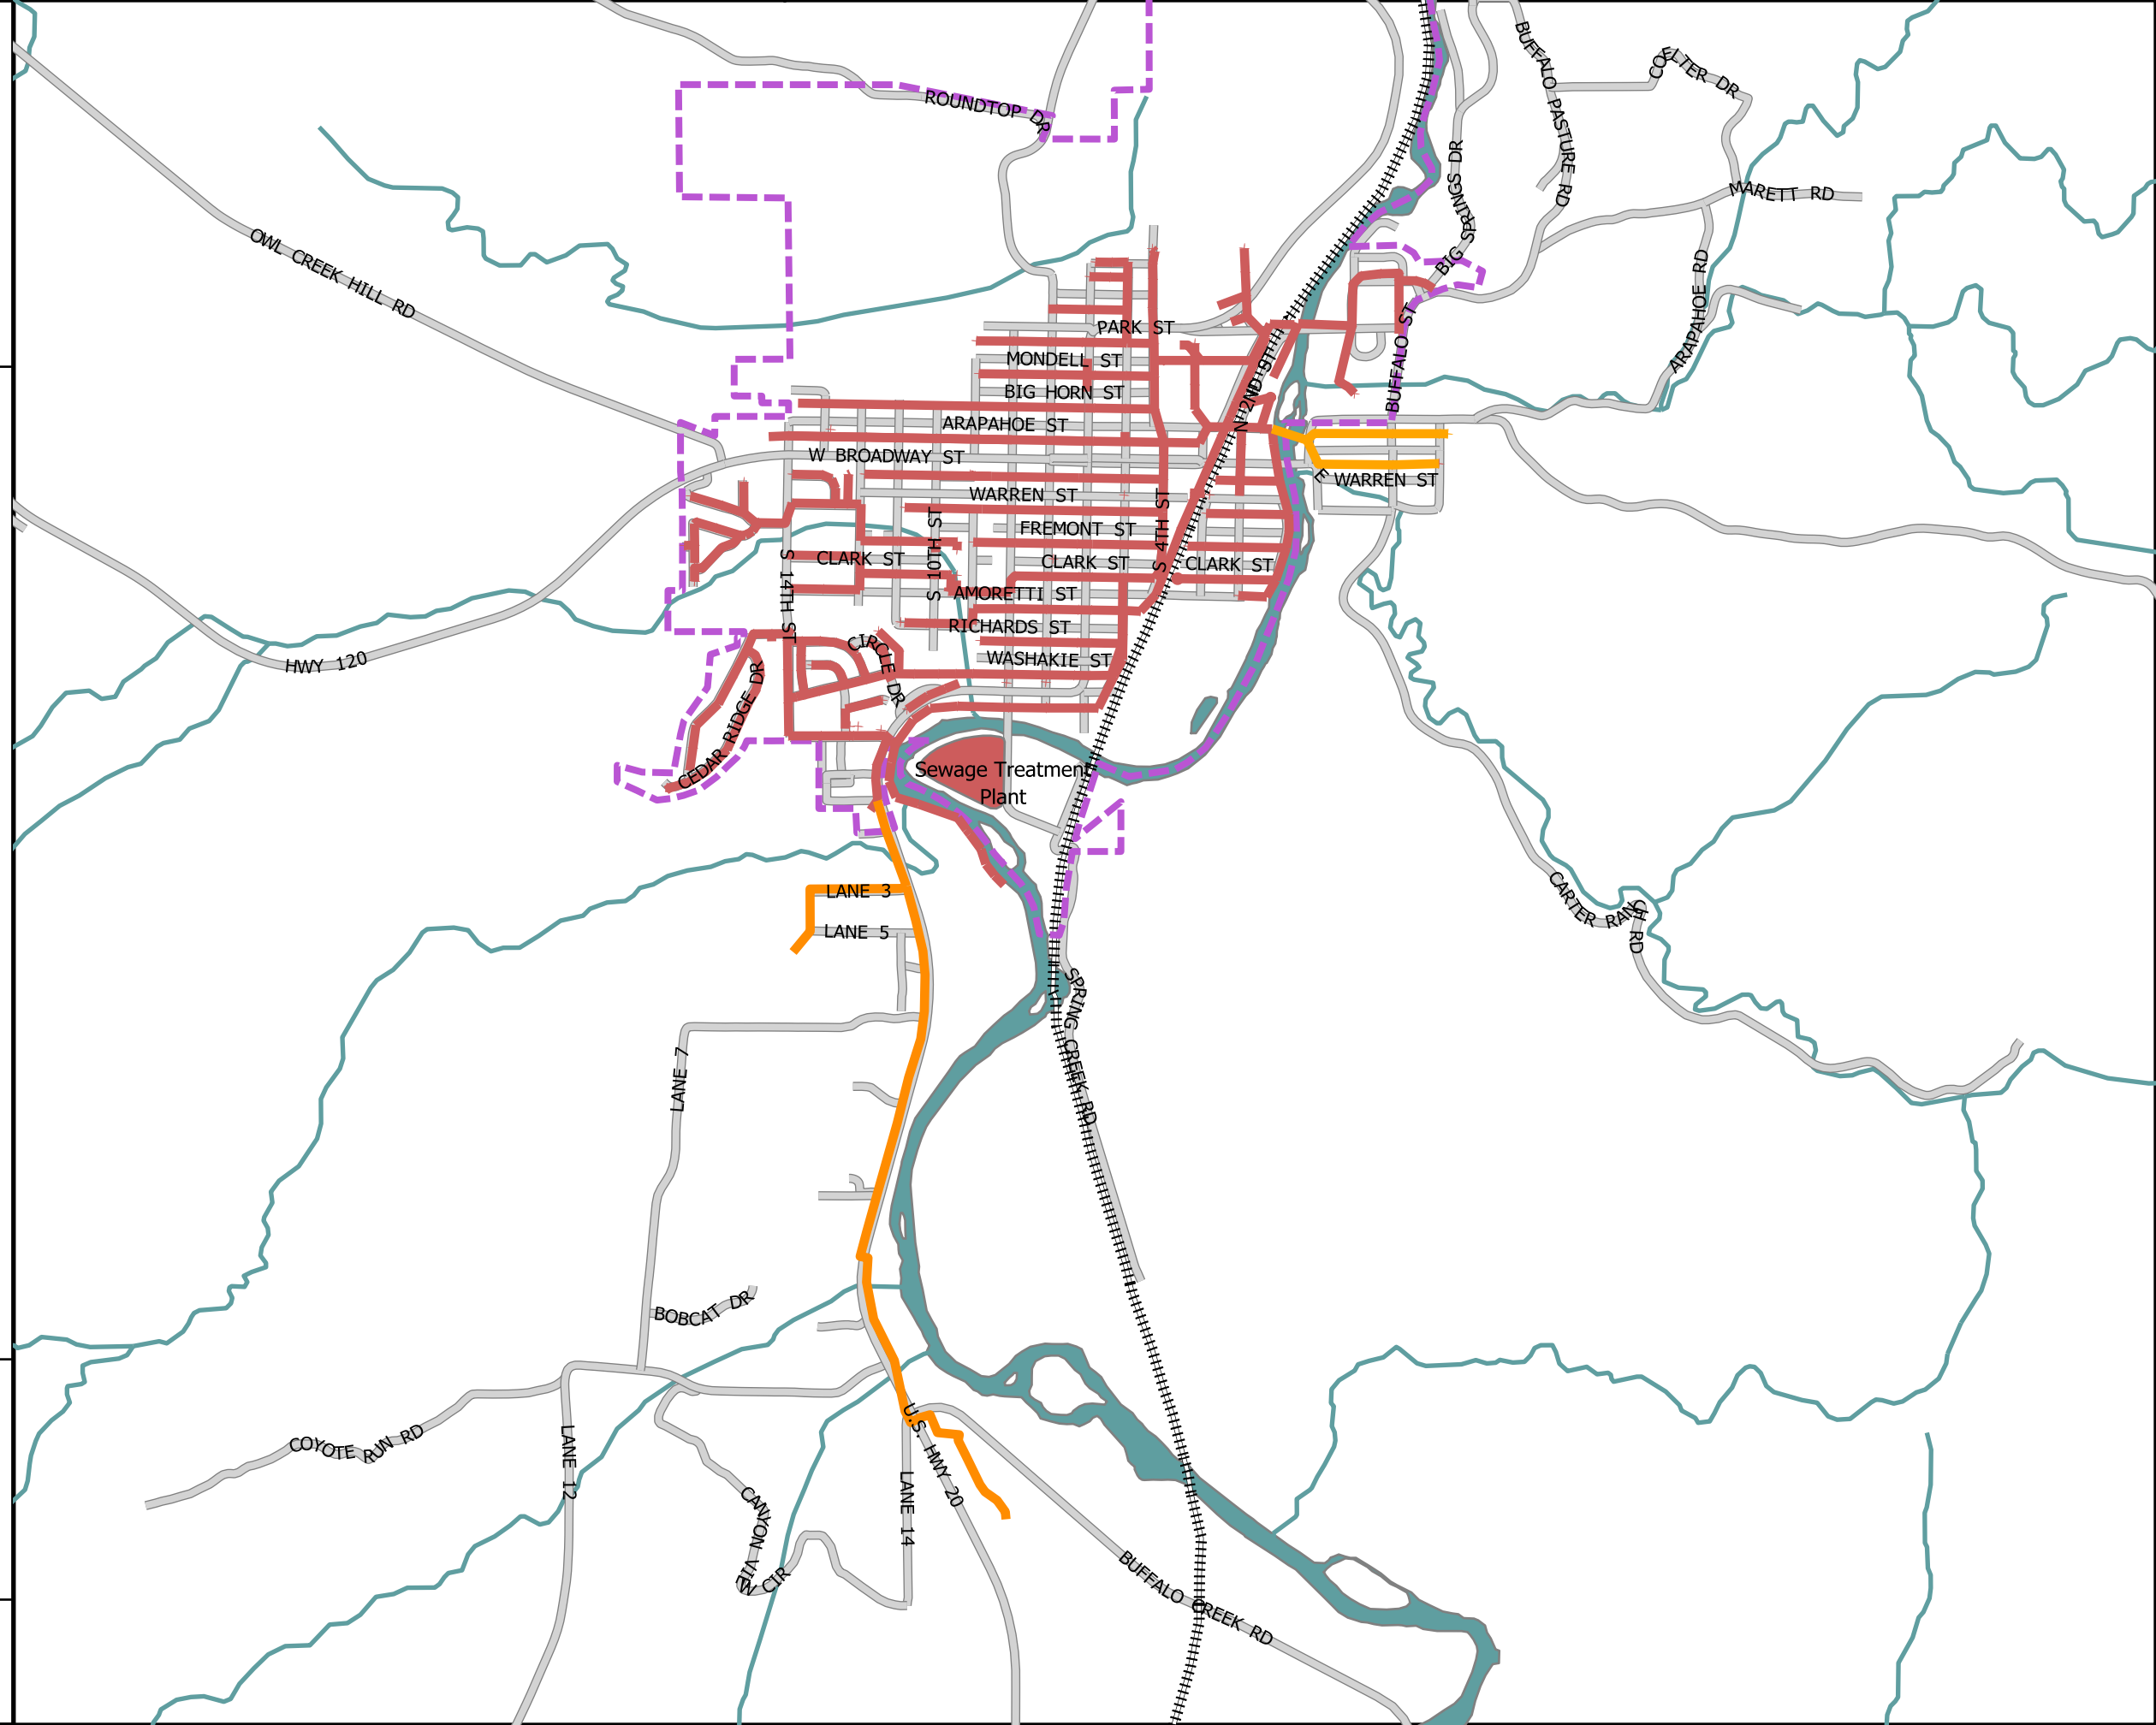 BUFFALO PASTURE RD
COULTER DR
ROUNDTOP DR
BIG SPRINGS DR
MARETT RD
OWL CREEK HILL RD
ARAPAHOE RD
PARK ST
BUFFALO ST
MONDELL ST
N 2ND ST
BIG HORN ST
ARAPAHOE ST
W BROADWAY ST
E WARREN ST
WARREN ST
S 4TH ST
FREMONT ST
S 10TH ST
CLARK ST
CLARK ST
CLARK ST
S 14TH ST
AMORETTI ST
RICHARDS ST
CIRCLE DR
WASHAKIE ST
HWY 120
CEDAR RIDGE DR
Sewage Treatment
Plant
LANE 3
LANE 5
CARTER RANCH RD
SPRING CREEK RD
LANE 7
BOBCAT DR
COYOTE RUN RD
LANE 12
U.S. HWY 20
LANE 14
CANYON VIEW CIR
BUFFALO CREEK RD